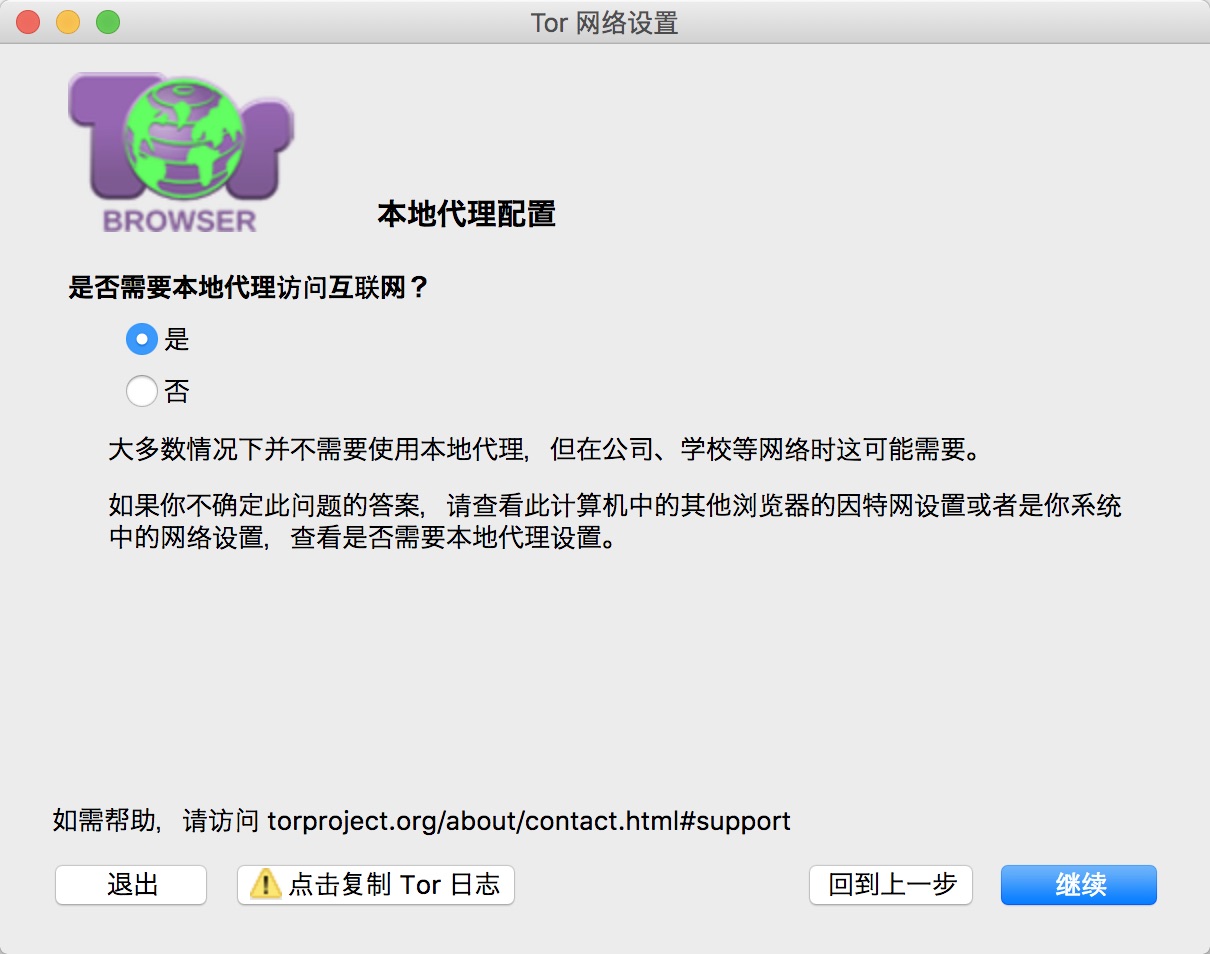 Tor 网络设置
Tor
BROWSER
本地代理配置
是否需要本地代理访问互联网？
是
否
大多数情况下并不需要使用本地代理，但在公司、学校等网络时这可能需要。
如果你不确定此问题的答案，请查看此计算机中的其他浏览器的因特网设置或者是你系统
中的网络设置，查看是否需要本地代理设置。
如需帮助，请访问 torproject.org/about/contact.html#support
退出
点击复制 Tor 日志
回到上一步
继续